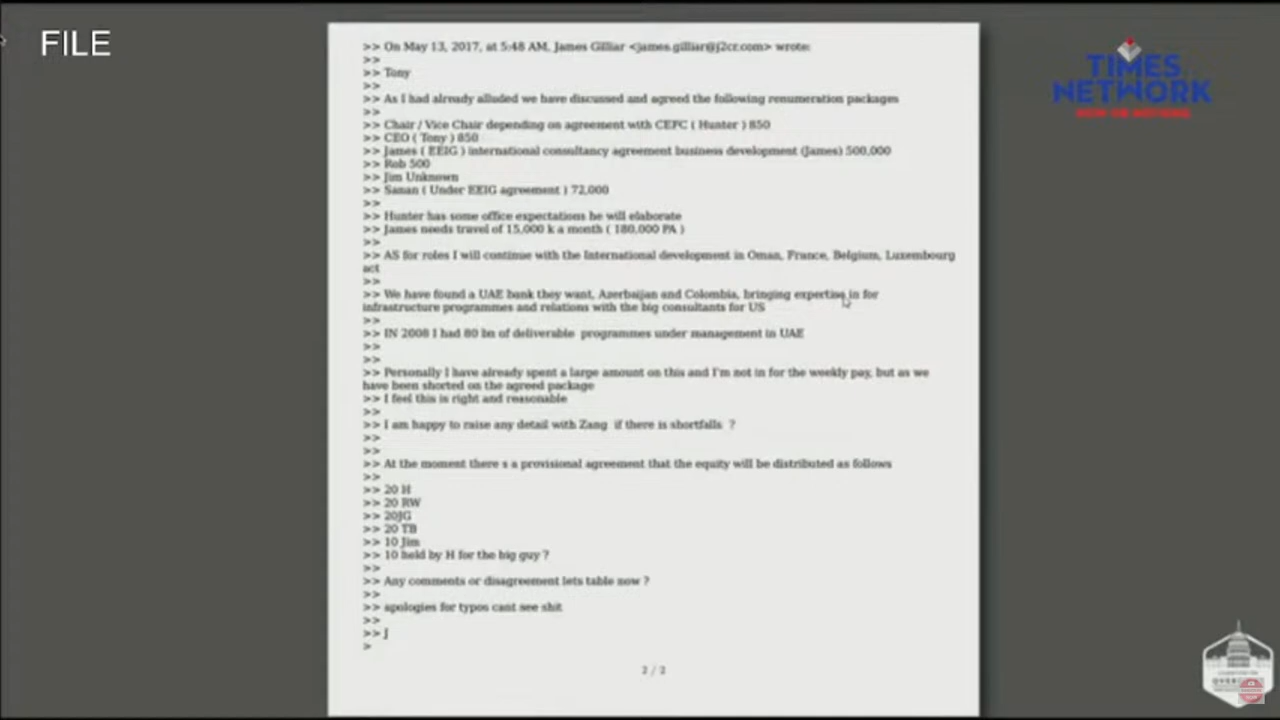 FILE
TIMES
NETWORK
>> On May 13, 2017, at 5:48 AM, James Gilliar <james.gilliar@j2cr.com> wrote:
>>
>> Tony
>>
>> As I had already alluded we have discussed and agreed the following renumeration packages
>>
>> Chair / Vice Chair depending on agreement with CEFC ( Hunter ) 850
>> CEO ( Tony ) 850
>> James ( EEIG ) international consultancy agreement business development (James) 500,000
>> Rob 500
>> Jim Unknown
>> Sanan ( Under EEIG agreement ) 72,000
>>
>> Hunter has some office expectations he will elaborate
>> James needs travel of 15,000 k a month ( 180,000 PA )
>>
>> AS for roles I will continue with the International development in Oman, France, Belgium, Luxembourg
act
>>
>> We have found a UAE bank they want, Azerbaijan and Colombia, bringing expertise in for
infrastructure programmes and relations with the big consultants for US
>>
>> IN 2008 I had 80 bn of deliverable programmes under management in UAE
>>
>>
>> Personally I have already spent a large amount on this and I'm not in for the weekly pay, but as we
have been shorted on the agreed package
>> I feel this is right and reasonable
>>
>> I am happy to raise any detail with Zang if there is shortfalls ?
>>
>>
>> At the moment there s a provisional agreement that the equity will be distributed as follows
>>
>> 20 H
>> 20 RW
>> 20JG
>> 20 TB
>> 10 Jim
>> 10 held by H for the big guy ?
>>
>> Any comments or disagreement lets table now ?
>>
>> apologies for typos cant see shit
>>
>> J
>
2 / 2